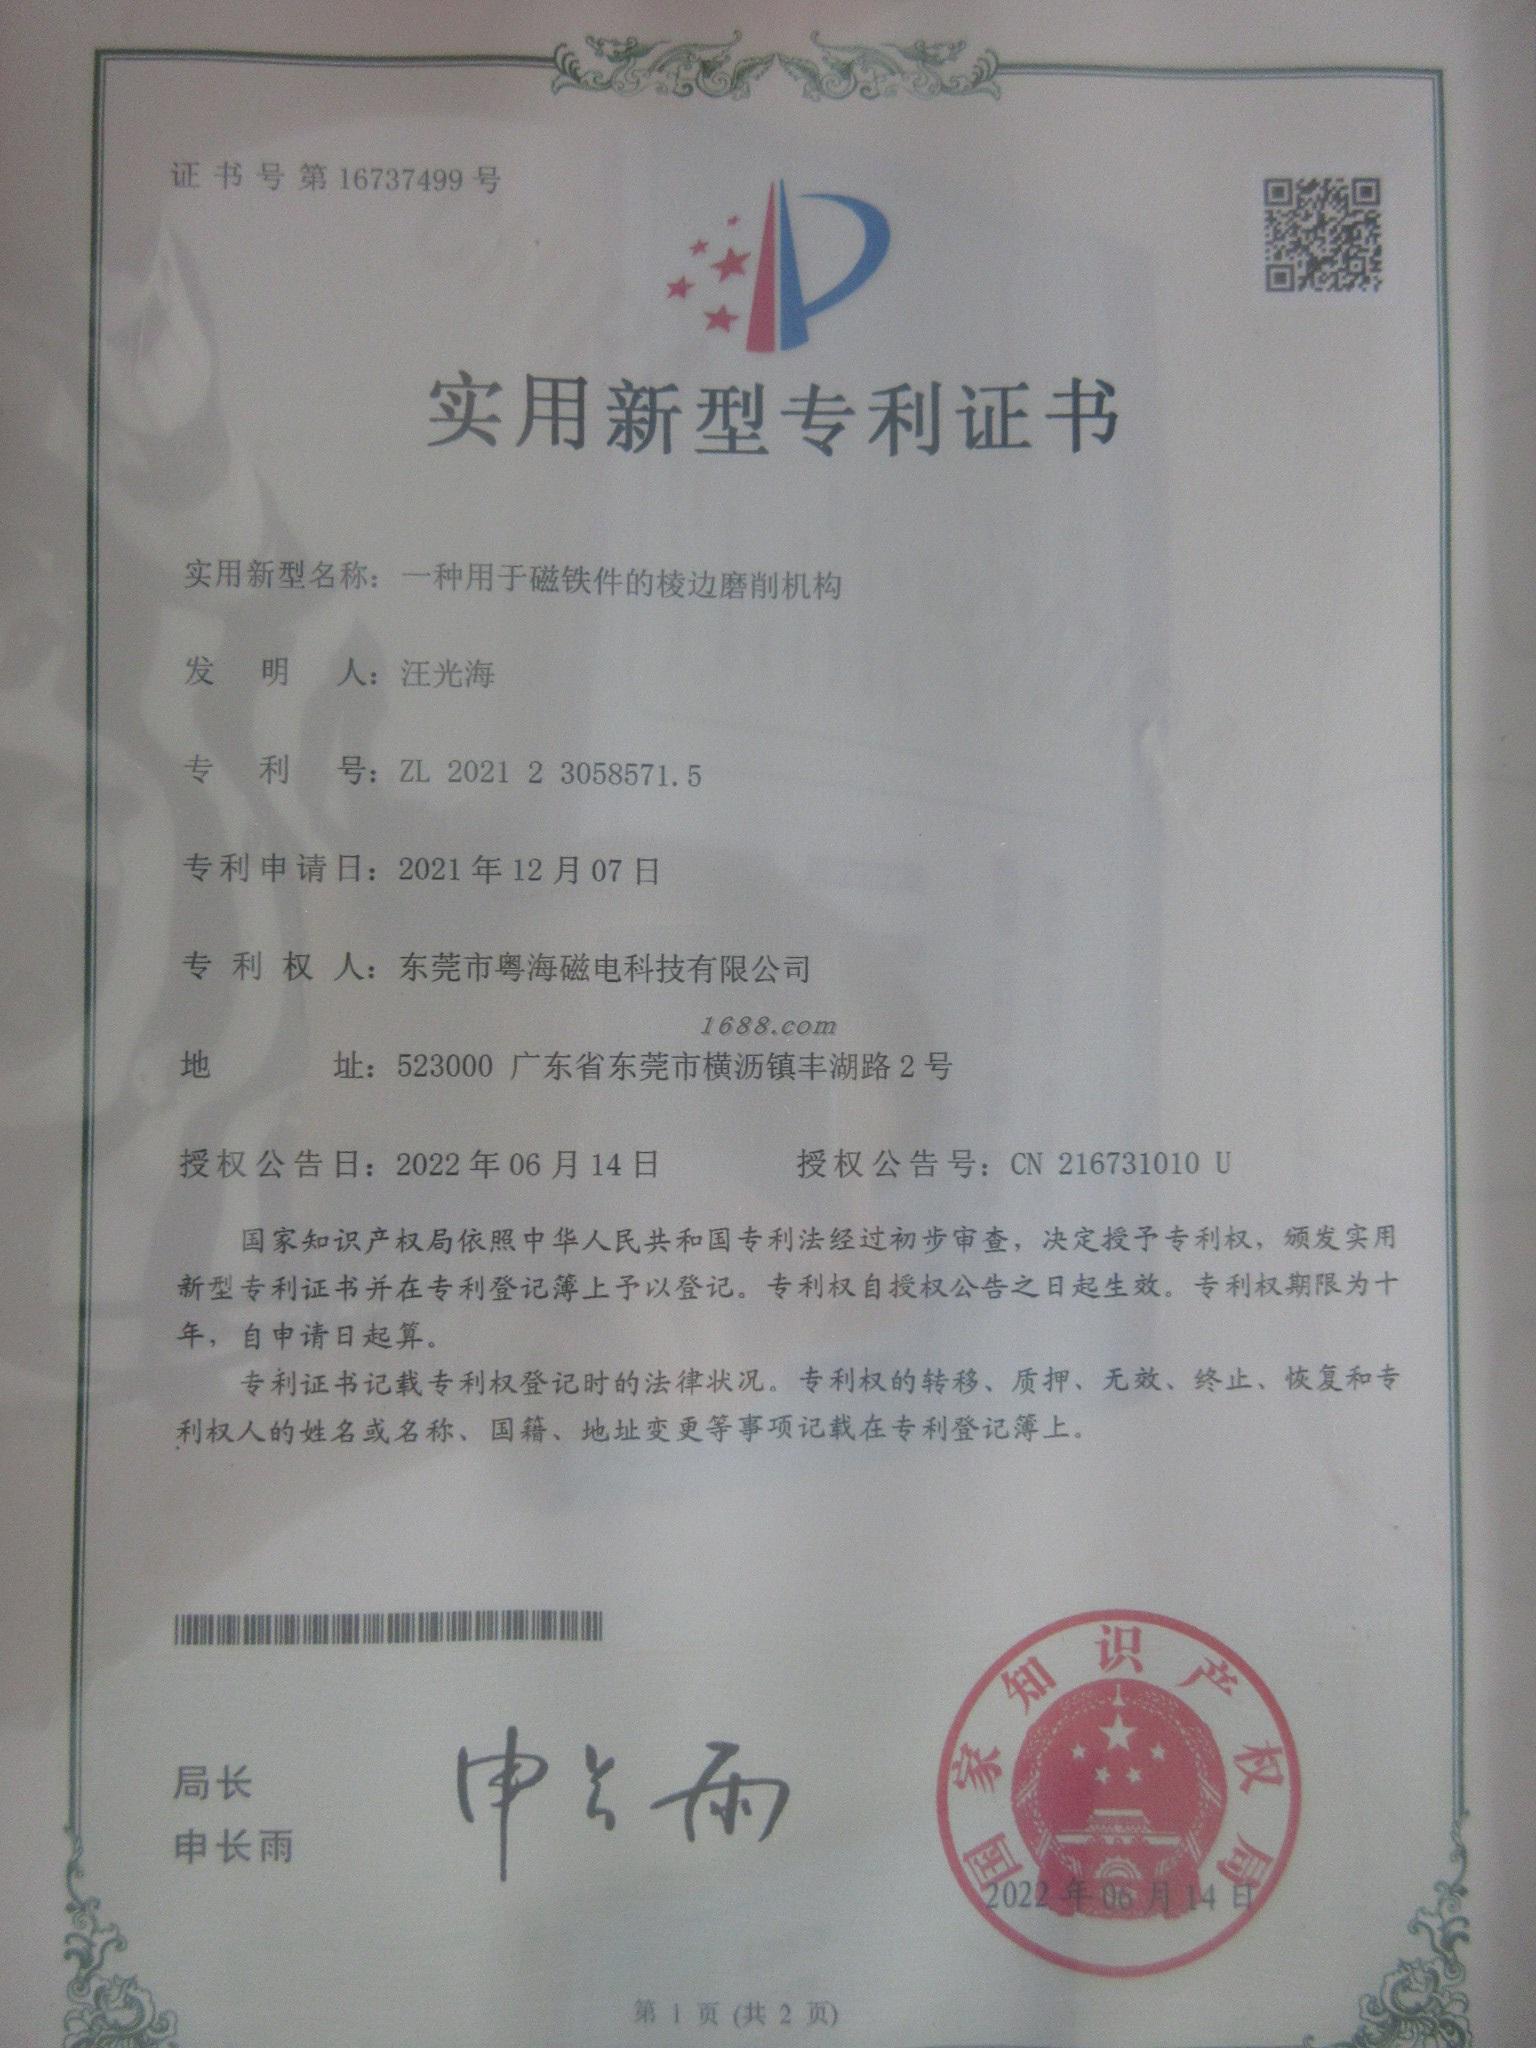 证书号第16737499号
实用新型专利证书
实用新型名称：一种用于磁铁件的棱边磨削机构
发明人：汪光海
专利号：ZL 2021 2 3058571.5
专利申请日：2021年12月07日
专利权人：东莞市粤海磁电科技有限公司
1688.com
地址：523000 广东省东莞市横沥镇丰湖路2号
授权公告日：2022年06月14日 授权公告号：CN 216731010 U
国家知识产权局依照中华人民共和国专利法经过初步审查，决定授予专利权，颁发实用
新型专利证书并在专利登记簿上予以登记。专利权自授权公告之日起生效。专利权期限为十
年，自申请日起算。
专利证书记载专利权登记时的法律状况。专利权的转移、质押、无效、终止、恢复和专
利权人的姓名或名称、国籍、地址变更等事项记载在专利登记簿上。
局长
申长雨
申长雨
国家知识产权局
2022年06月14日
第 1 页 (共 2 页)